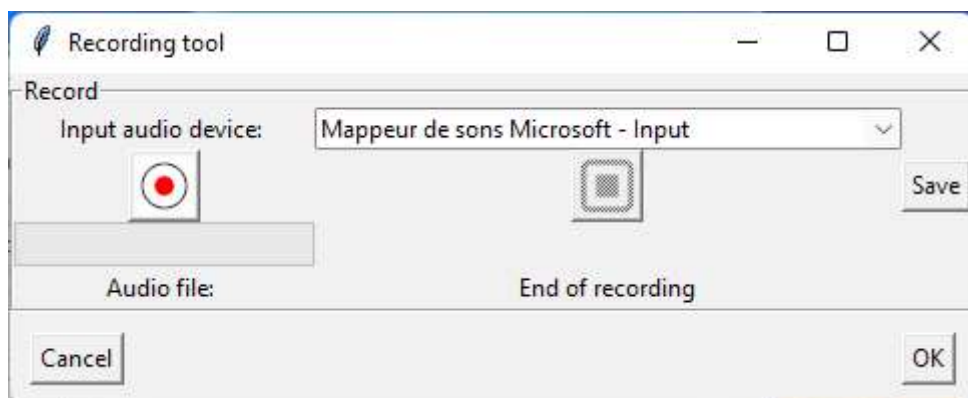 Recording tool
Record
Input audio device: Mappeur de sons Microsoft - Input
Save
Audio file: End of recording
Cancel OK